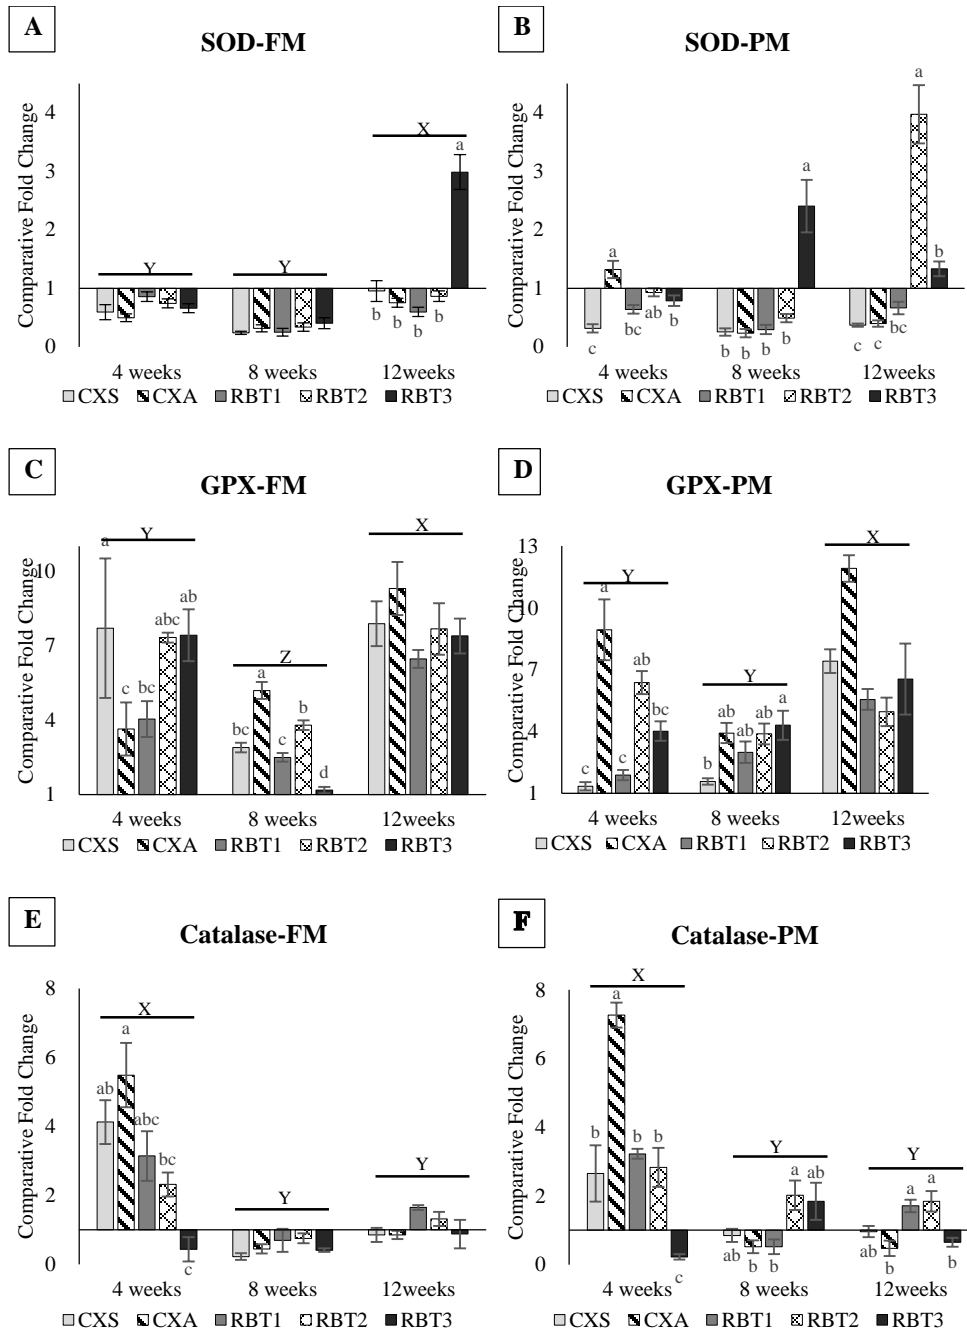 A
SOD-FM
Comparative Fold Change
4
3
2
1
0
Y
Y
X
a
b
b
b
b
4 weeks
8 weeks
12weeks
CXS CXA RBT1 RBT2 RBT3
B
SOD-PM
Comparative Fold Change
4
3
2
1
0
c
a
bc
ab
b
b
b
b
b
a
c
c
bc
a
b
4 weeks
8 weeks
12weeks
CXS CXA RBT1 RBT2 RBT3
C
GPX-FM
Comparative Fold Change
10
7
4
1
Y
a
c
bc
abc
ab
Z
bc
a
c
b
d
X
4 weeks
8 weeks
12weeks
CXS CXA RBT1 RBT2 RBT3
D
GPX-PM
Comparative Fold Change
13
10
7
4
1
Y
c
a
c
ab
bc
Y
b
ab
ab
ab
a
X
4 weeks
8 weeks
12weeks
CXS CXA RBT1 RBT2 RBT3
E
Catalase-FM
Comparative Fold Change
8
6
4
2
0
X
ab
a
abc
bc
c
Y
Y
4 weeks
8 weeks
12weeks
CXS CXA RBT1 RBT2 RBT3
F
Catalase-PM
Comparative Fold Change
8
6
4
2
0
X
b
a
b
b
c
Y
ab
b
b
a
ab
Y
ab
b
a
a
b
4 weeks
8 weeks
12weeks
CXS CXA RBT1 RBT2 RBT3